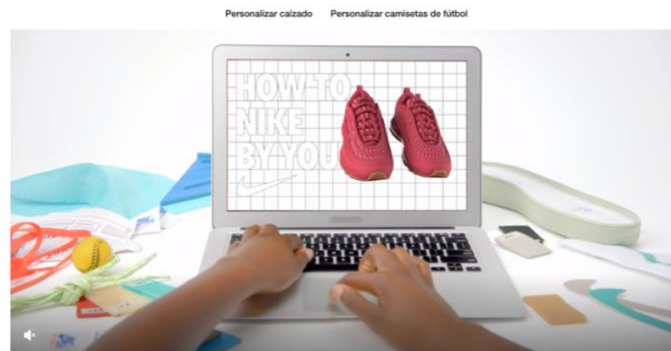 Personalizar calzado Personalizar camisetas de fútbol
HOW TO
NIKE
BY YOU